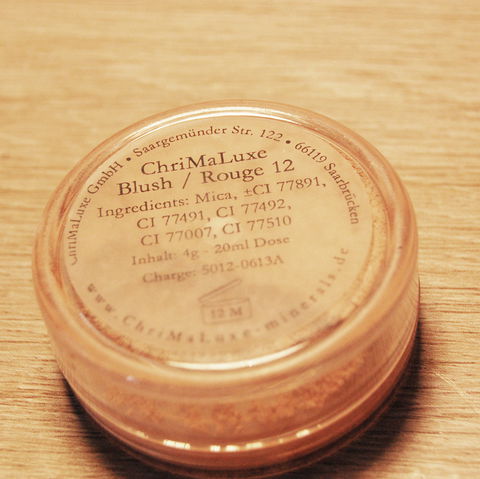 ChriMaLuxe GmbH • Saargemünder Str. 122 • 66119 Saarbrücken
ChriMaLuxe
Blush / Rouge 12
Ingredients: Mica, ±CI 77891,
CI 77491, CI 77492,
CI 77007, CI 77510
Inhalt: 4g - 20ml Dose
Charge: 5012-0613A
12 M
www.ChriMaLuxe-minerals.de